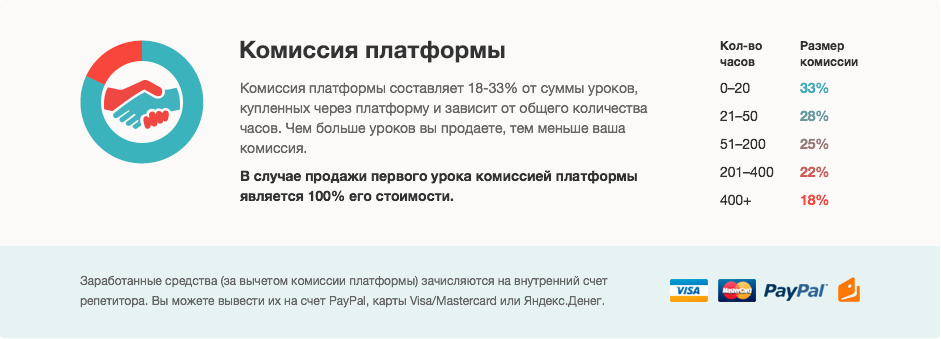 Комиссия платформы
Комиссия платформы составляет 18-33% от суммы уроков,
купленных через платформу и зависит от общего количества
часов. Чем больше уроков вы продаете, тем меньше ваша
комиссия.
В случае продажи первого урока комиссией платформы
является 100% его стоимости.
Кол-во Размер
часов комиссии
0–20 33%
21–50 28%
51–200 25%
201–400 22%
400+ 18%
Заработанные средства (за вычетом комиссии платформы) зачисляются на внутренний счет
репетитора. Вы можете вывести их на счет PayPal, карты Visa/Mastercard или Яндекс.Денег.
VISA MasterCard PayPal